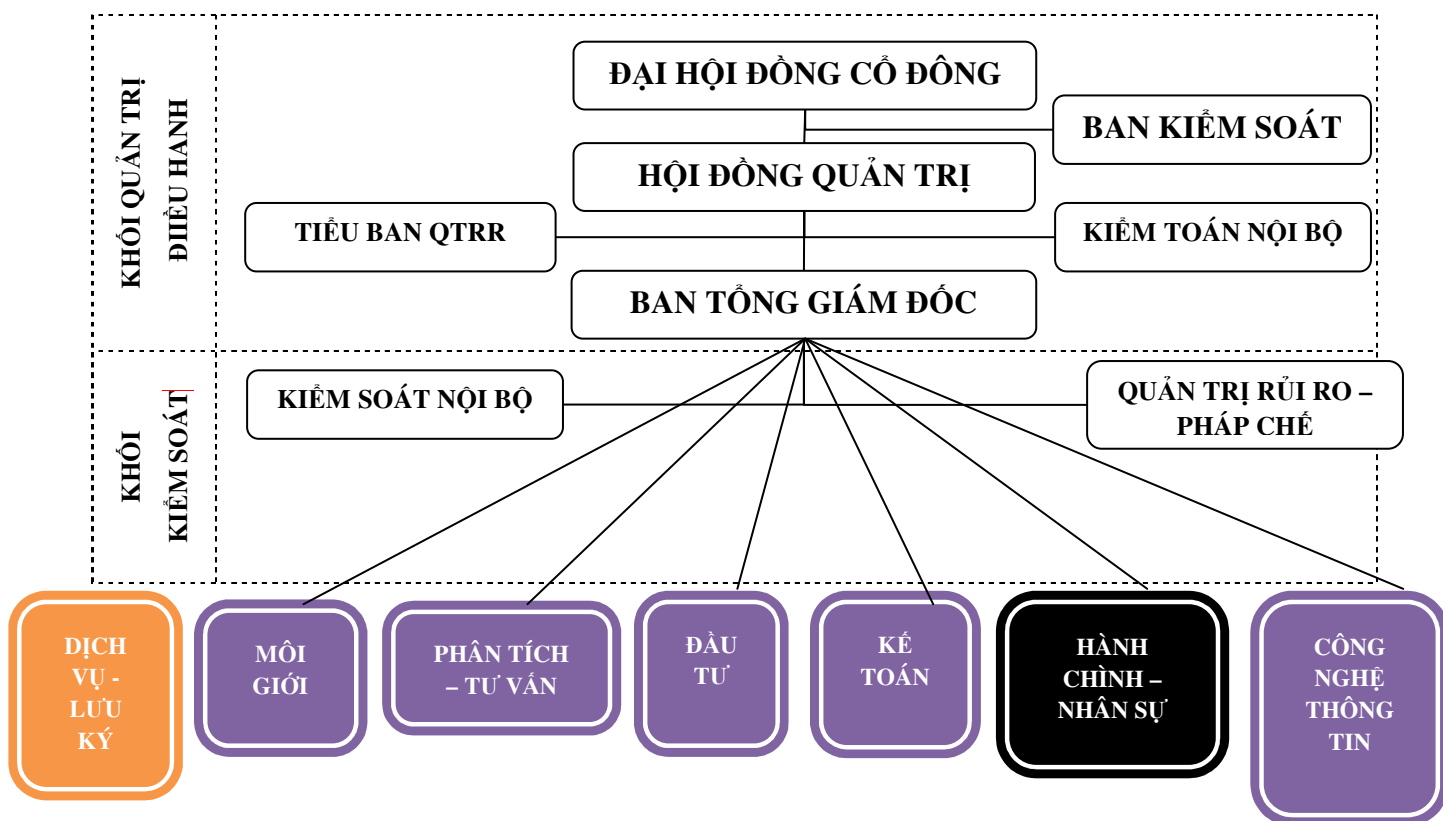 KHỐI QUẢN TRỊ
ĐIIỀU HANH
ĐẠI HỘI ĐỒNG CỔ ĐÔNG
BAN KIỂM SOÁT
HỘI ĐỒNG QUẢN TRỊ
TIỂU BAN QTRR
KIỂM TOÁN NỘI BỘ
BAN TỔNG GIÁM ĐỐC
KHỐI
KIỂM SOÁT
KIỂM SOÁT NỘI BỘ
QUẢN TRỊ RỦI RO –
PHÁP CHẾ
DỊCH
VỤ -
LƯU
KÝ
MÔI
GIỚI
PHÂN TÍCH
– TƯ VẤN
ĐẦU
TƯ
KẾ
TOÁN
HÀNH
CHÌNH –
NHÂN SỰ
CÔNG
NGHỆ
THÔNG
TIN